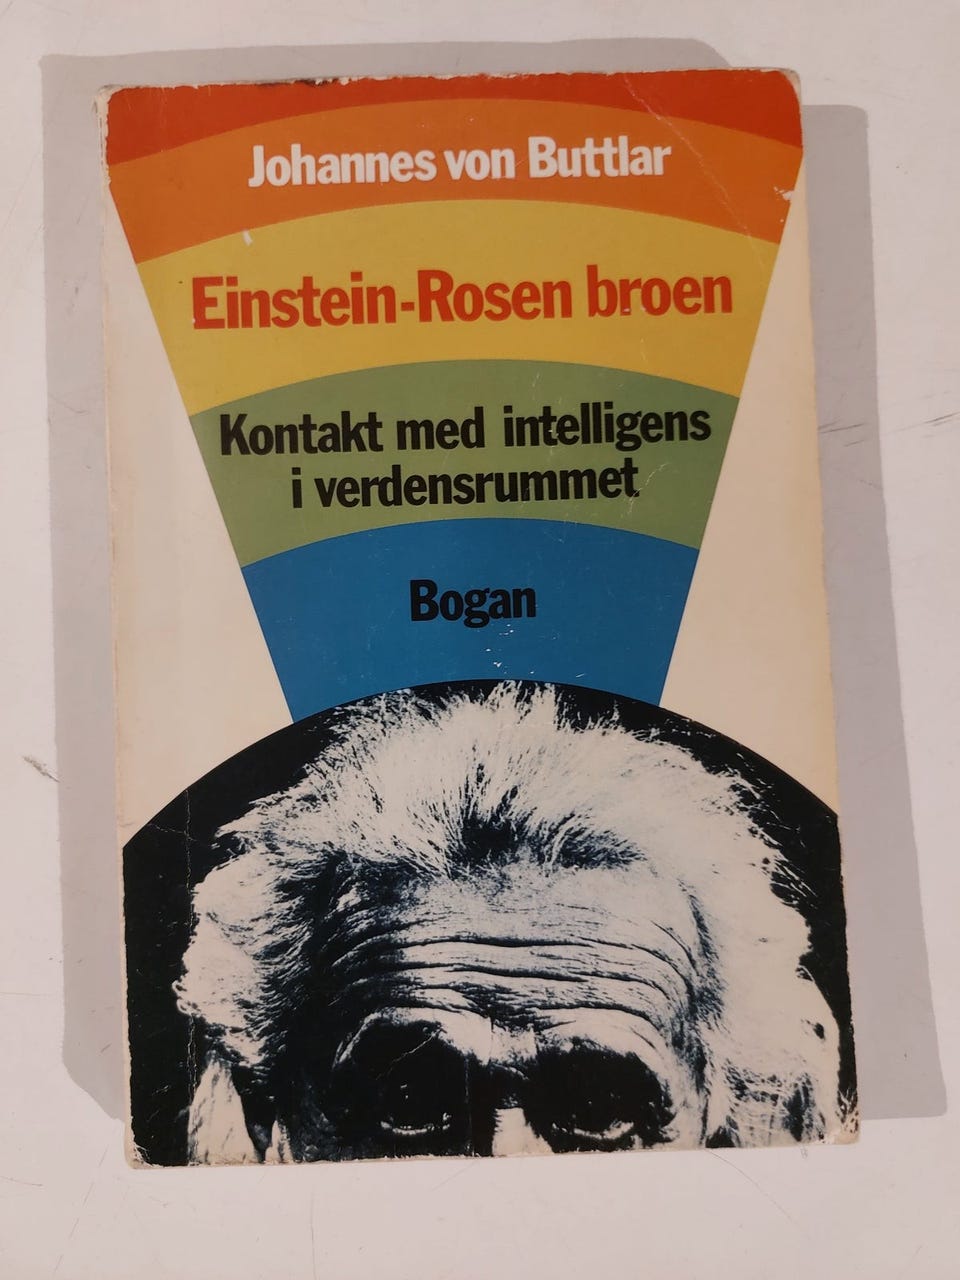 Johannes von Buttlar
Einstein-Rosen broen
Kontakt med intelligens
i verdensrummet
Bogan